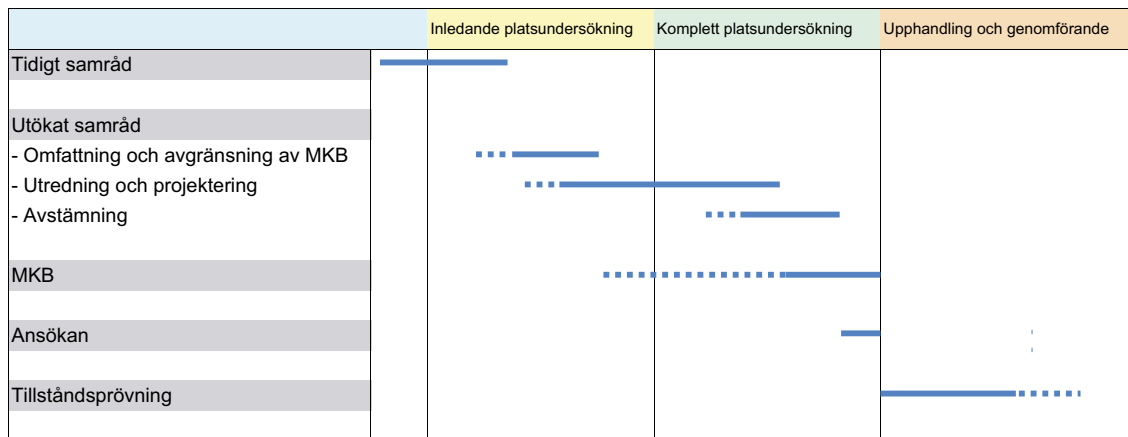 Inledande platsundersökning Komplett platsundersökning Upphandling och genomförande
Tidigt samråd
Utökat samråd
- Omfattning och avgränsning av MKB
- Utredning och projektering
- Avstämning
MKB
Ansökan
Tillståndsprövning